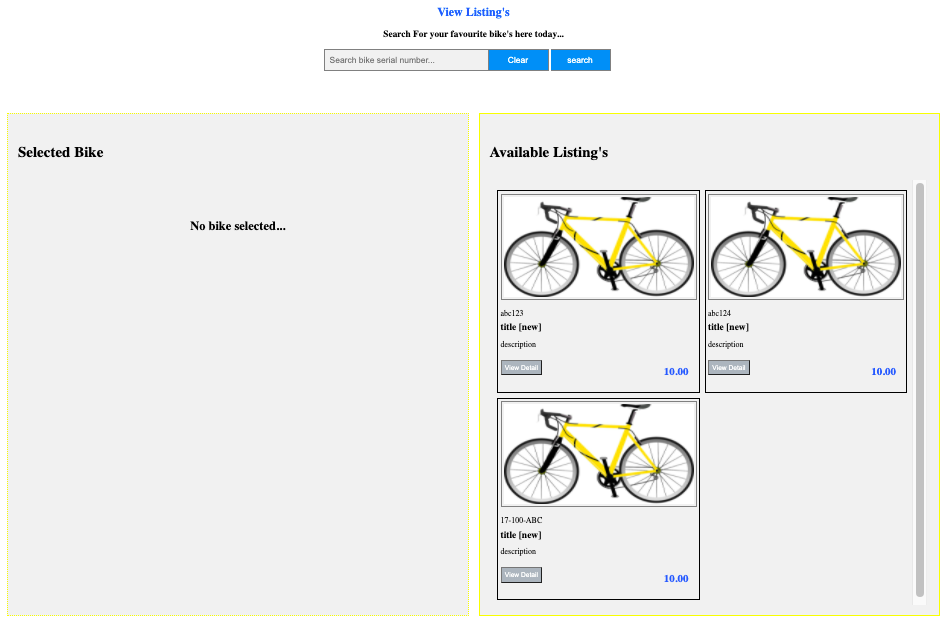 View Listing's
Search For your favourite bike's here today...
Search bike serial number...
Clear
search
Selected Bike
No bike selected...
Available Listing's
abc123
title [new]
description
View Detail
10.00
abc124
title [new]
description
View Detail
10.00
17-100-ABC
title [new]
description
View Detail
10.00